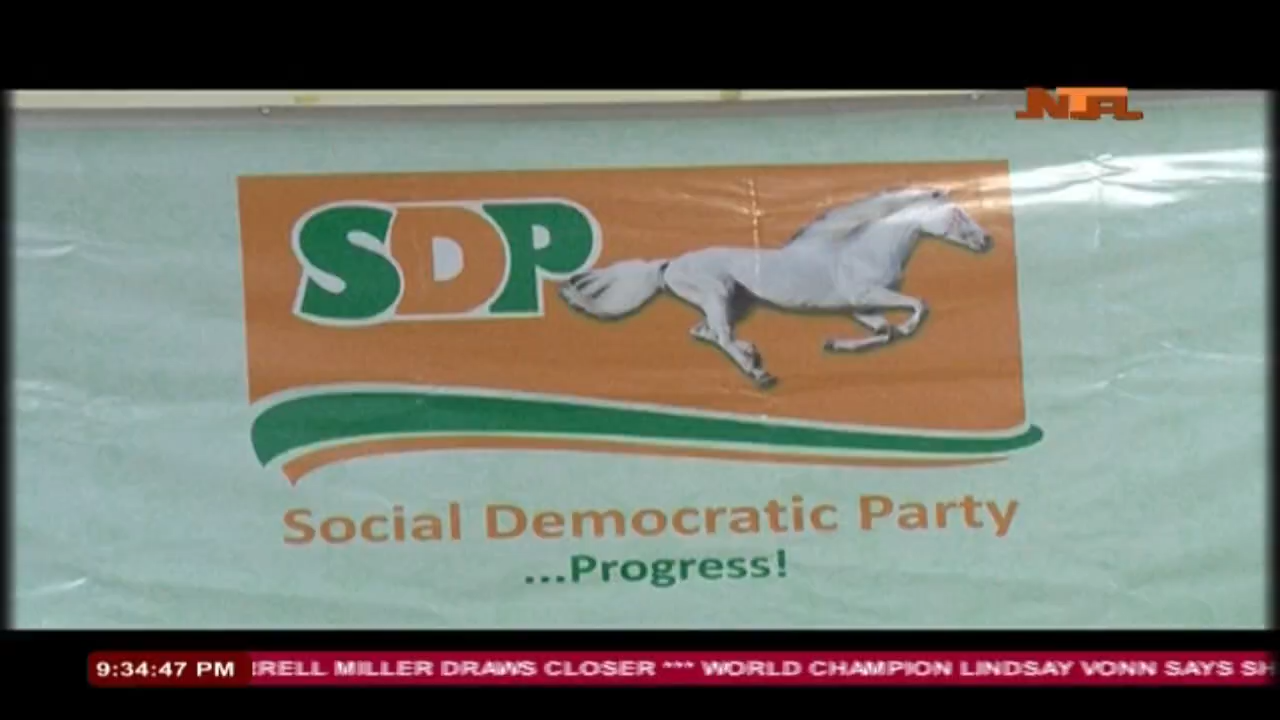 NTA
SDP
Social Democratic Party
...Progress!
9:34:47 PM RRELL MILLER DRAWS CLOSER *** WORLD CHAMPION LINDSAY VONN SAYS SH